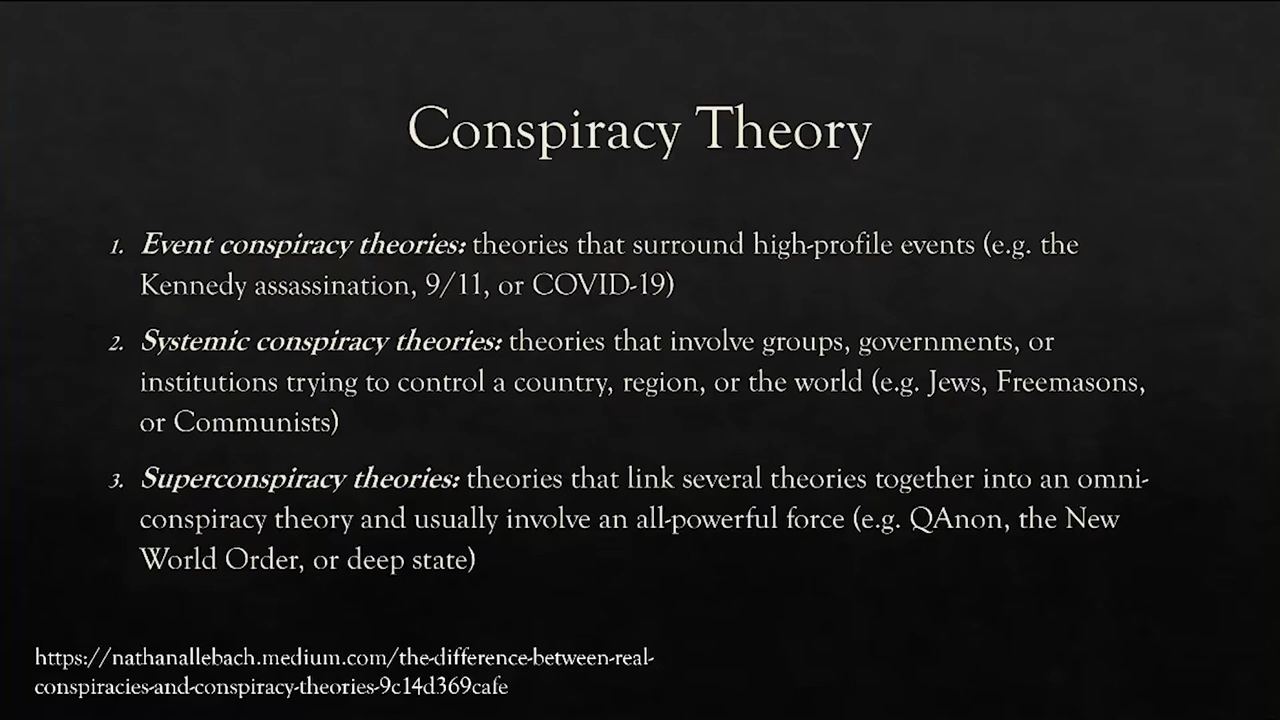 Conspiracy Theory
1. Event conspiracy theories: theories that surround high-profile events (e.g. the
Kennedy assassination, 9/11, or COVID-19)
2. Systemic conspiracy theories: theories that involve groups, governments, or
institutions trying to control a country, region, or the world (e.g. Jews, Freemasons,
or Communists)
3. Superconspiracy theories: theories that link several theories together into an omni-
conspiracy theory and usually involve an all-powerful force (e.g. QAnon, the New
World Order, or deep state)
https://nathanallebach.medium.com/the-difference-between-real-
conspiracies-and-conspiracy-theories-9c14d369cafe